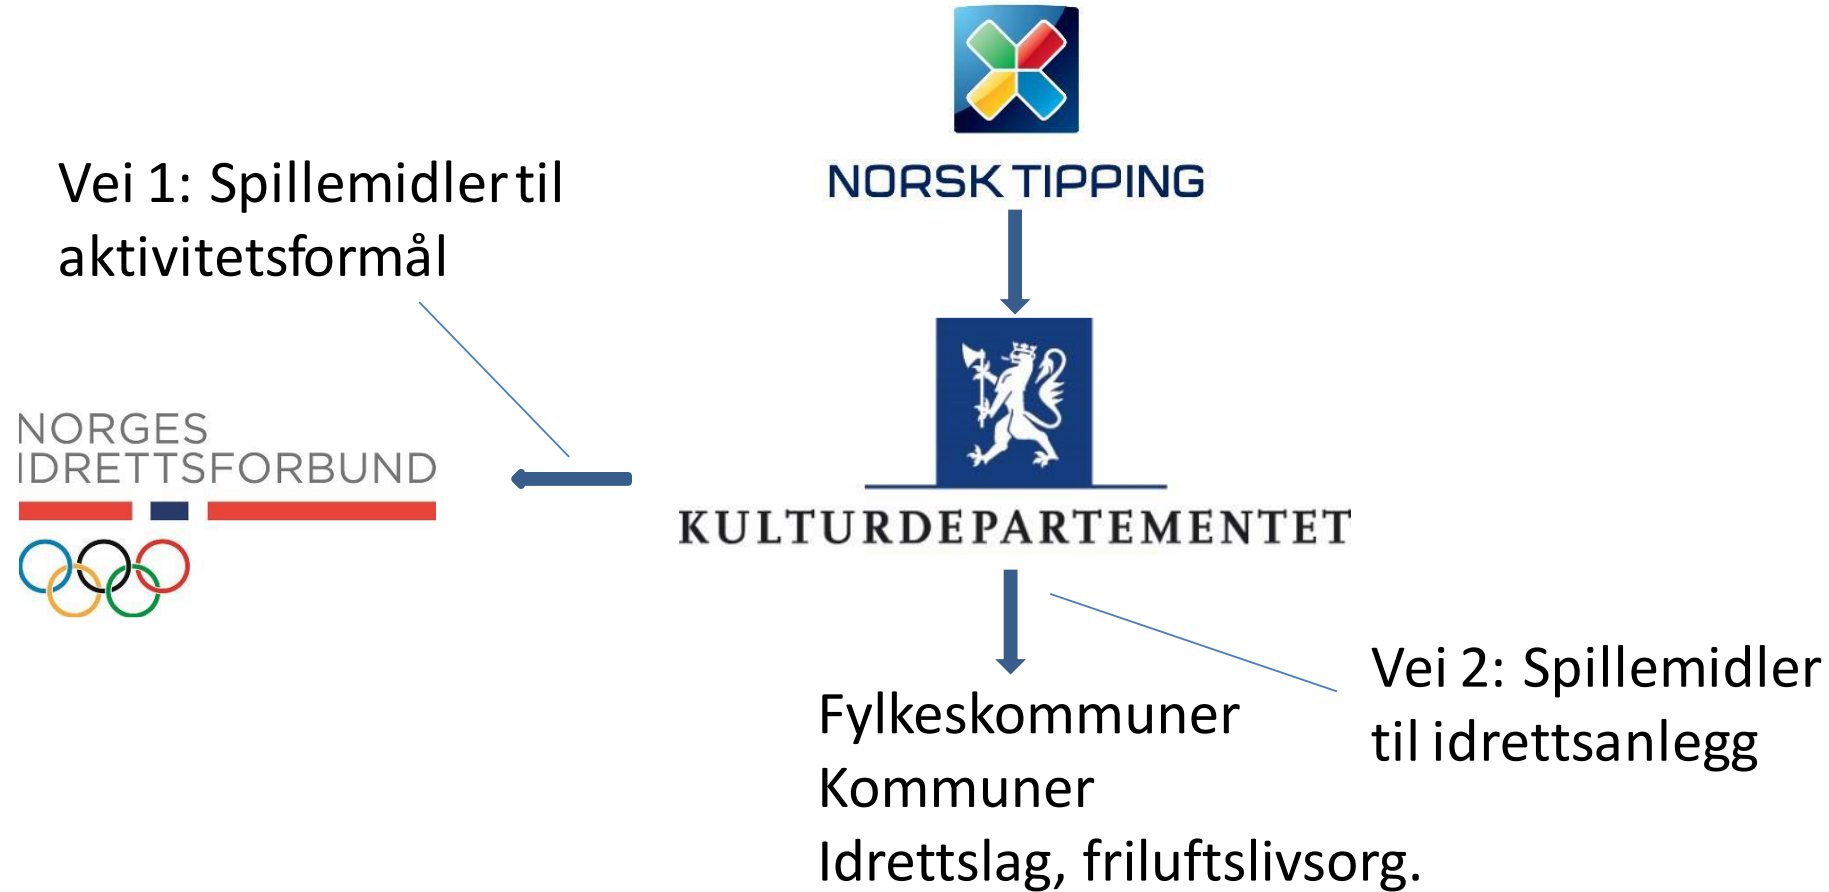 NORSK TIPPING
Vei 1: Spillemidler til
aktivitetsformål
NORGES
IDRETTSFORBUND
KULTURDEPARTEMENTET
Vei 2: Spillemidler
til idrettsanlegg
Fylkeskommuner
Kommuner
Idrettslag, friluftslivsorg.